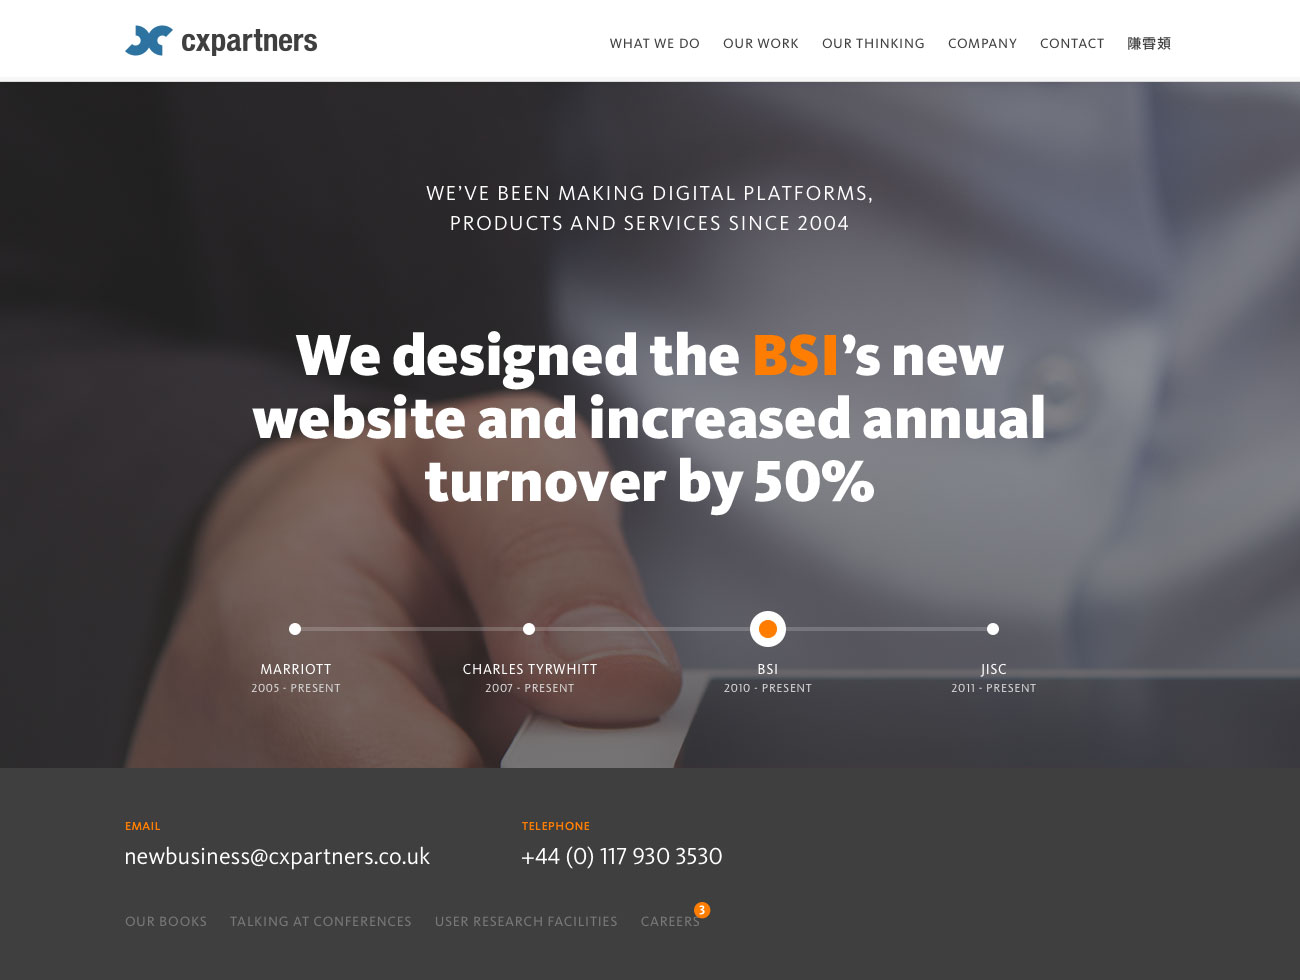 cxpartners
WHAT WE DO OUR WORK OUR THINKING COMPANY CONTACT 賺雪頻
WE’VE BEEN MAKING DIGITAL PLATFORMS,
PRODUCTS AND SERVICES SINCE 2004
We designed the BSI’s new
website and increased annual
turnover by 50%
MARRIOTT CHARLES TYRWHITT BSI JISC
2005 - PRESENT 2007 - PRESENT 2010 - PRESENT 2011 - PRESENT
EMAIL TELEPHONE
newbusiness@cxpartners.co.uk +44 (0) 117 930 3530
OUR BOOKS TALKING AT CONFERENCES USER RESEARCH FACILITIES CAREERS 3